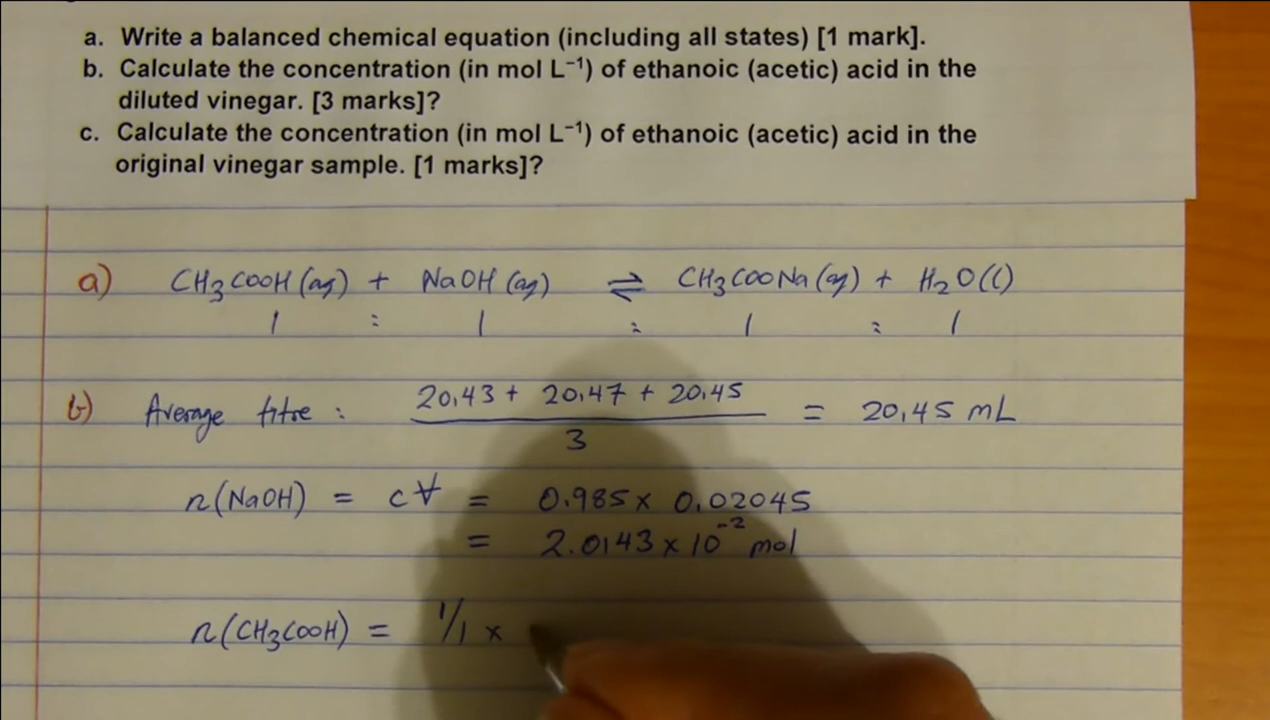 a. Write a balanced chemical equation (including all states) [1 mark].
b. Calculate the concentration (in mol L⁻¹) of ethanoic (acetic) acid in the
diluted vinegar. [3 marks]?
c. Calculate the concentration (in mol L⁻¹) of ethanoic (acetic) acid in the
original vinegar sample. [1 marks]?
a) CH3COOH (aq) + NaOH (aq) ⇌ CH3COONa (aq) + H2O(l)
1 : 1 : 1 : 1
b) Average titre : 20.43 + 20.47 + 20.45 / 3 = 20.45 mL
n(NaOH) = cV = 0.985 x 0.02045
= 2.0143 x 10⁻² mol
n(CH3COOH) = 1/1 x